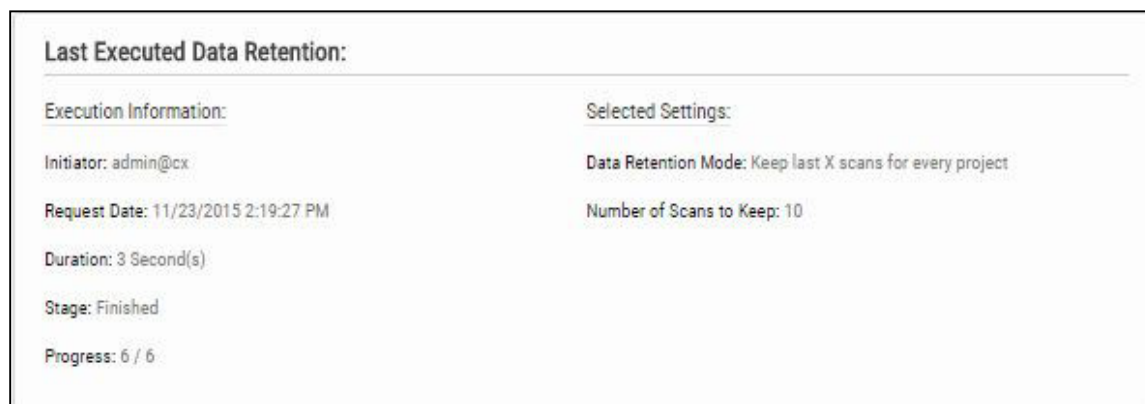 Last Executed Data Retention:
Execution Information:
Initiator: admin@cx
Request Date: 11/23/2015 2:19:27 PM
Duration: 3 Second(s)
Stage: Finished
Progress: 6 / 6
Selected Settings:
Data Retention Mode: Keep last X scans for every project
Number of Scans to Keep: 10